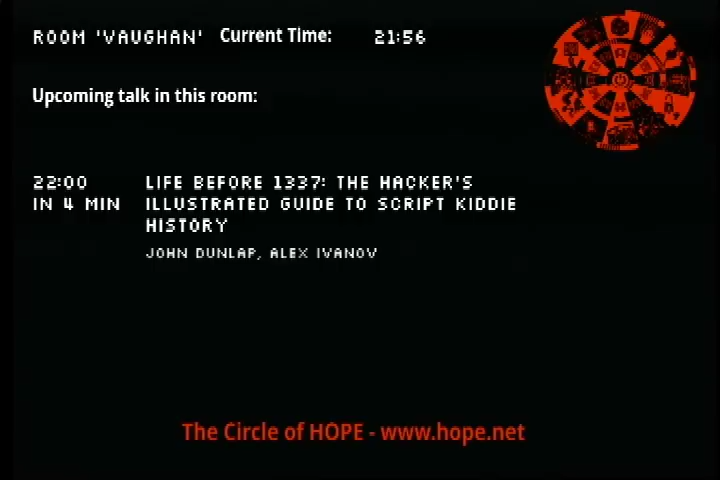 ROOM 'VAUGHAN' Current Time: 21:56
Upcoming talk in this room:
22:00 LIFE BEFORE 1337: THE HACKER'S
IN 4 MIN ILLUSTRATED GUIDE TO SCRIPT KIDDIE
HISTORY
JOHN DUNLAP, ALEX IVANOV
The Circle of HOPE - www.hope.net